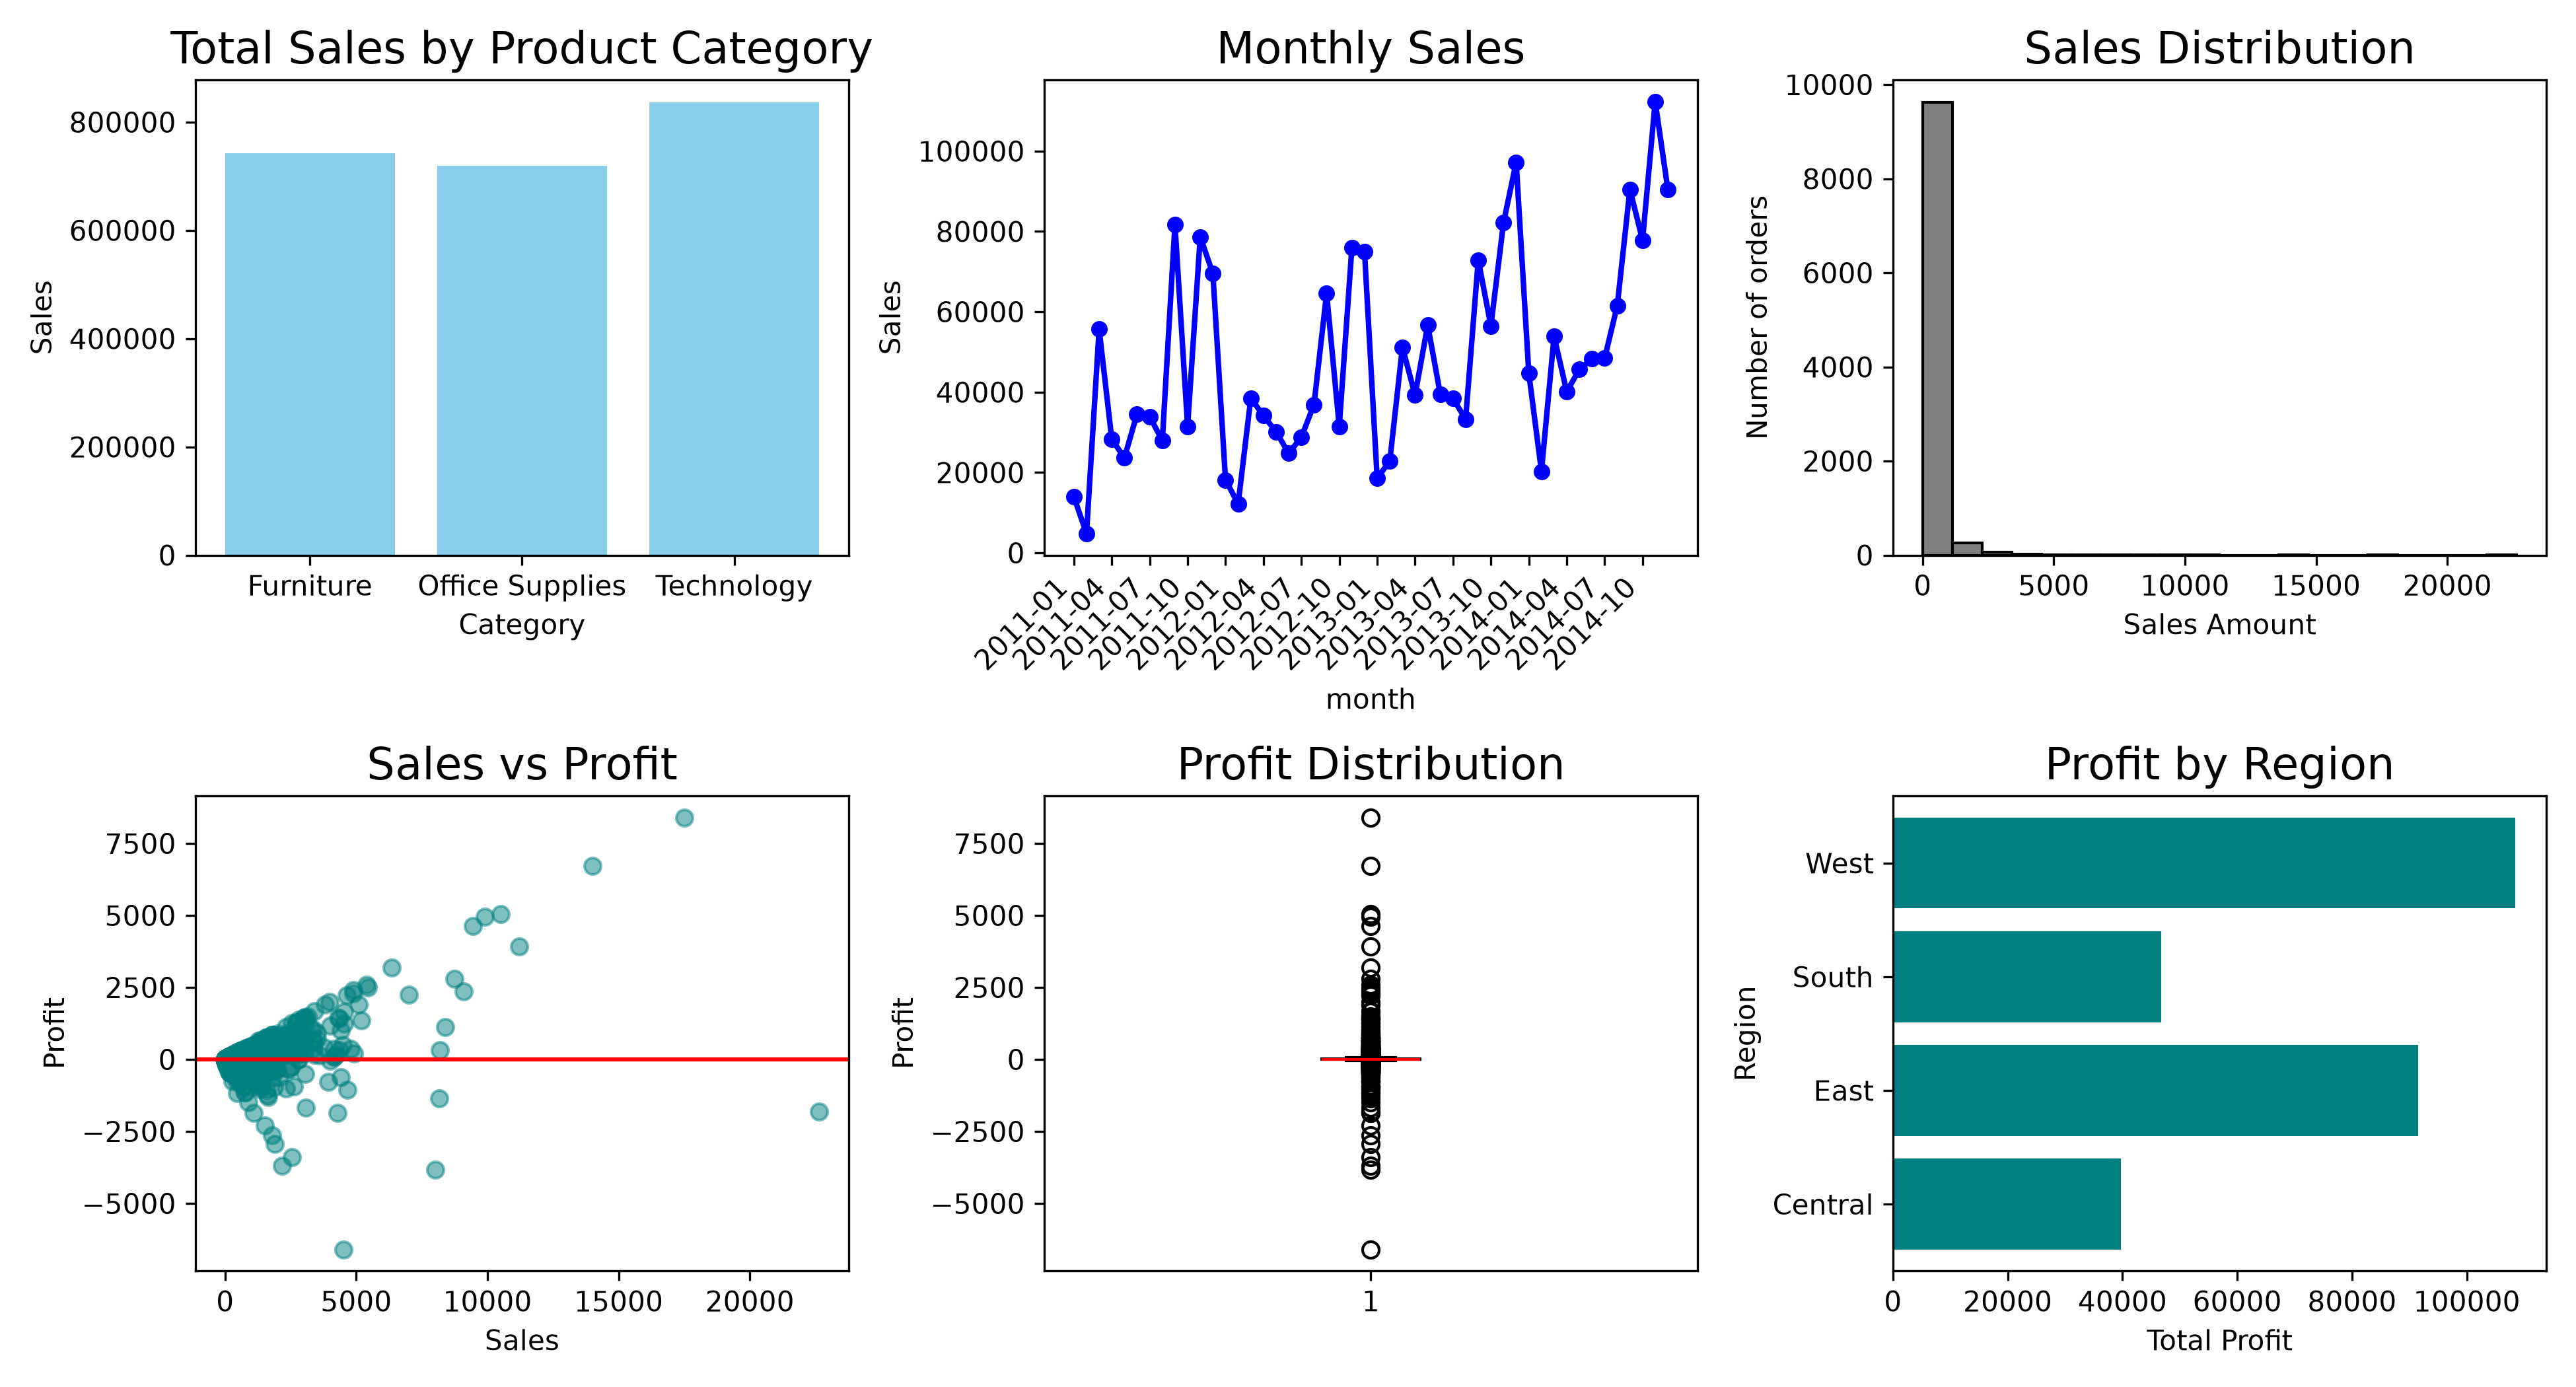 Total Sales by Product Category
800000
600000
400000
200000
0
Sales
Furniture
Office Supplies
Technology
Category
Monthly Sales
100000
80000
60000
40000
20000
0
Sales
2011-01
2011-04
2011-07
2011-10
2012-01
2012-04
2012-07
2012-10
2013-01
2013-04
2013-07
2013-10
2014-01
2014-04
2014-07
2014-10
month
Sales Distribution
10000
8000
6000
4000
2000
0
Number of orders
0
5000
10000
15000
20000
Sales Amount
Sales vs Profit
7500
5000
2500
0
−2500
−5000
Profit
0
5000
10000
15000
20000
Sales
Profit Distribution
7500
5000
2500
0
−2500
−5000
Profit
1
Profit by Region
West
South
East
Central
Region
0
20000
40000
60000
80000
100000
Total Profit